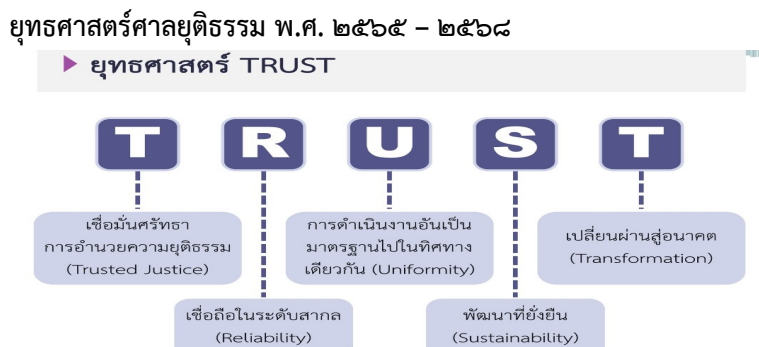 ยุทธศาสตร์ศาลยุติธรรม พ.ศ. ๒๕๖๕ – ๒๕๖๘
ยุทธศาสตร์ TRUST
T R U S T
เชื่อมั่นศรัทธา
การอำนวยความยุติธรรม
(Trusted Justice)
เชื่อถือในระดับสากล
(Reliability)
การดำเนินงานอันเป็น
มาตรฐานไปในทิศทาง
เดียวกัน (Uniformity)
พัฒนาที่ยั่งยืน
(Sustainability)
เปลี่ยนผ่านสู่อนาคต
(Transformation)